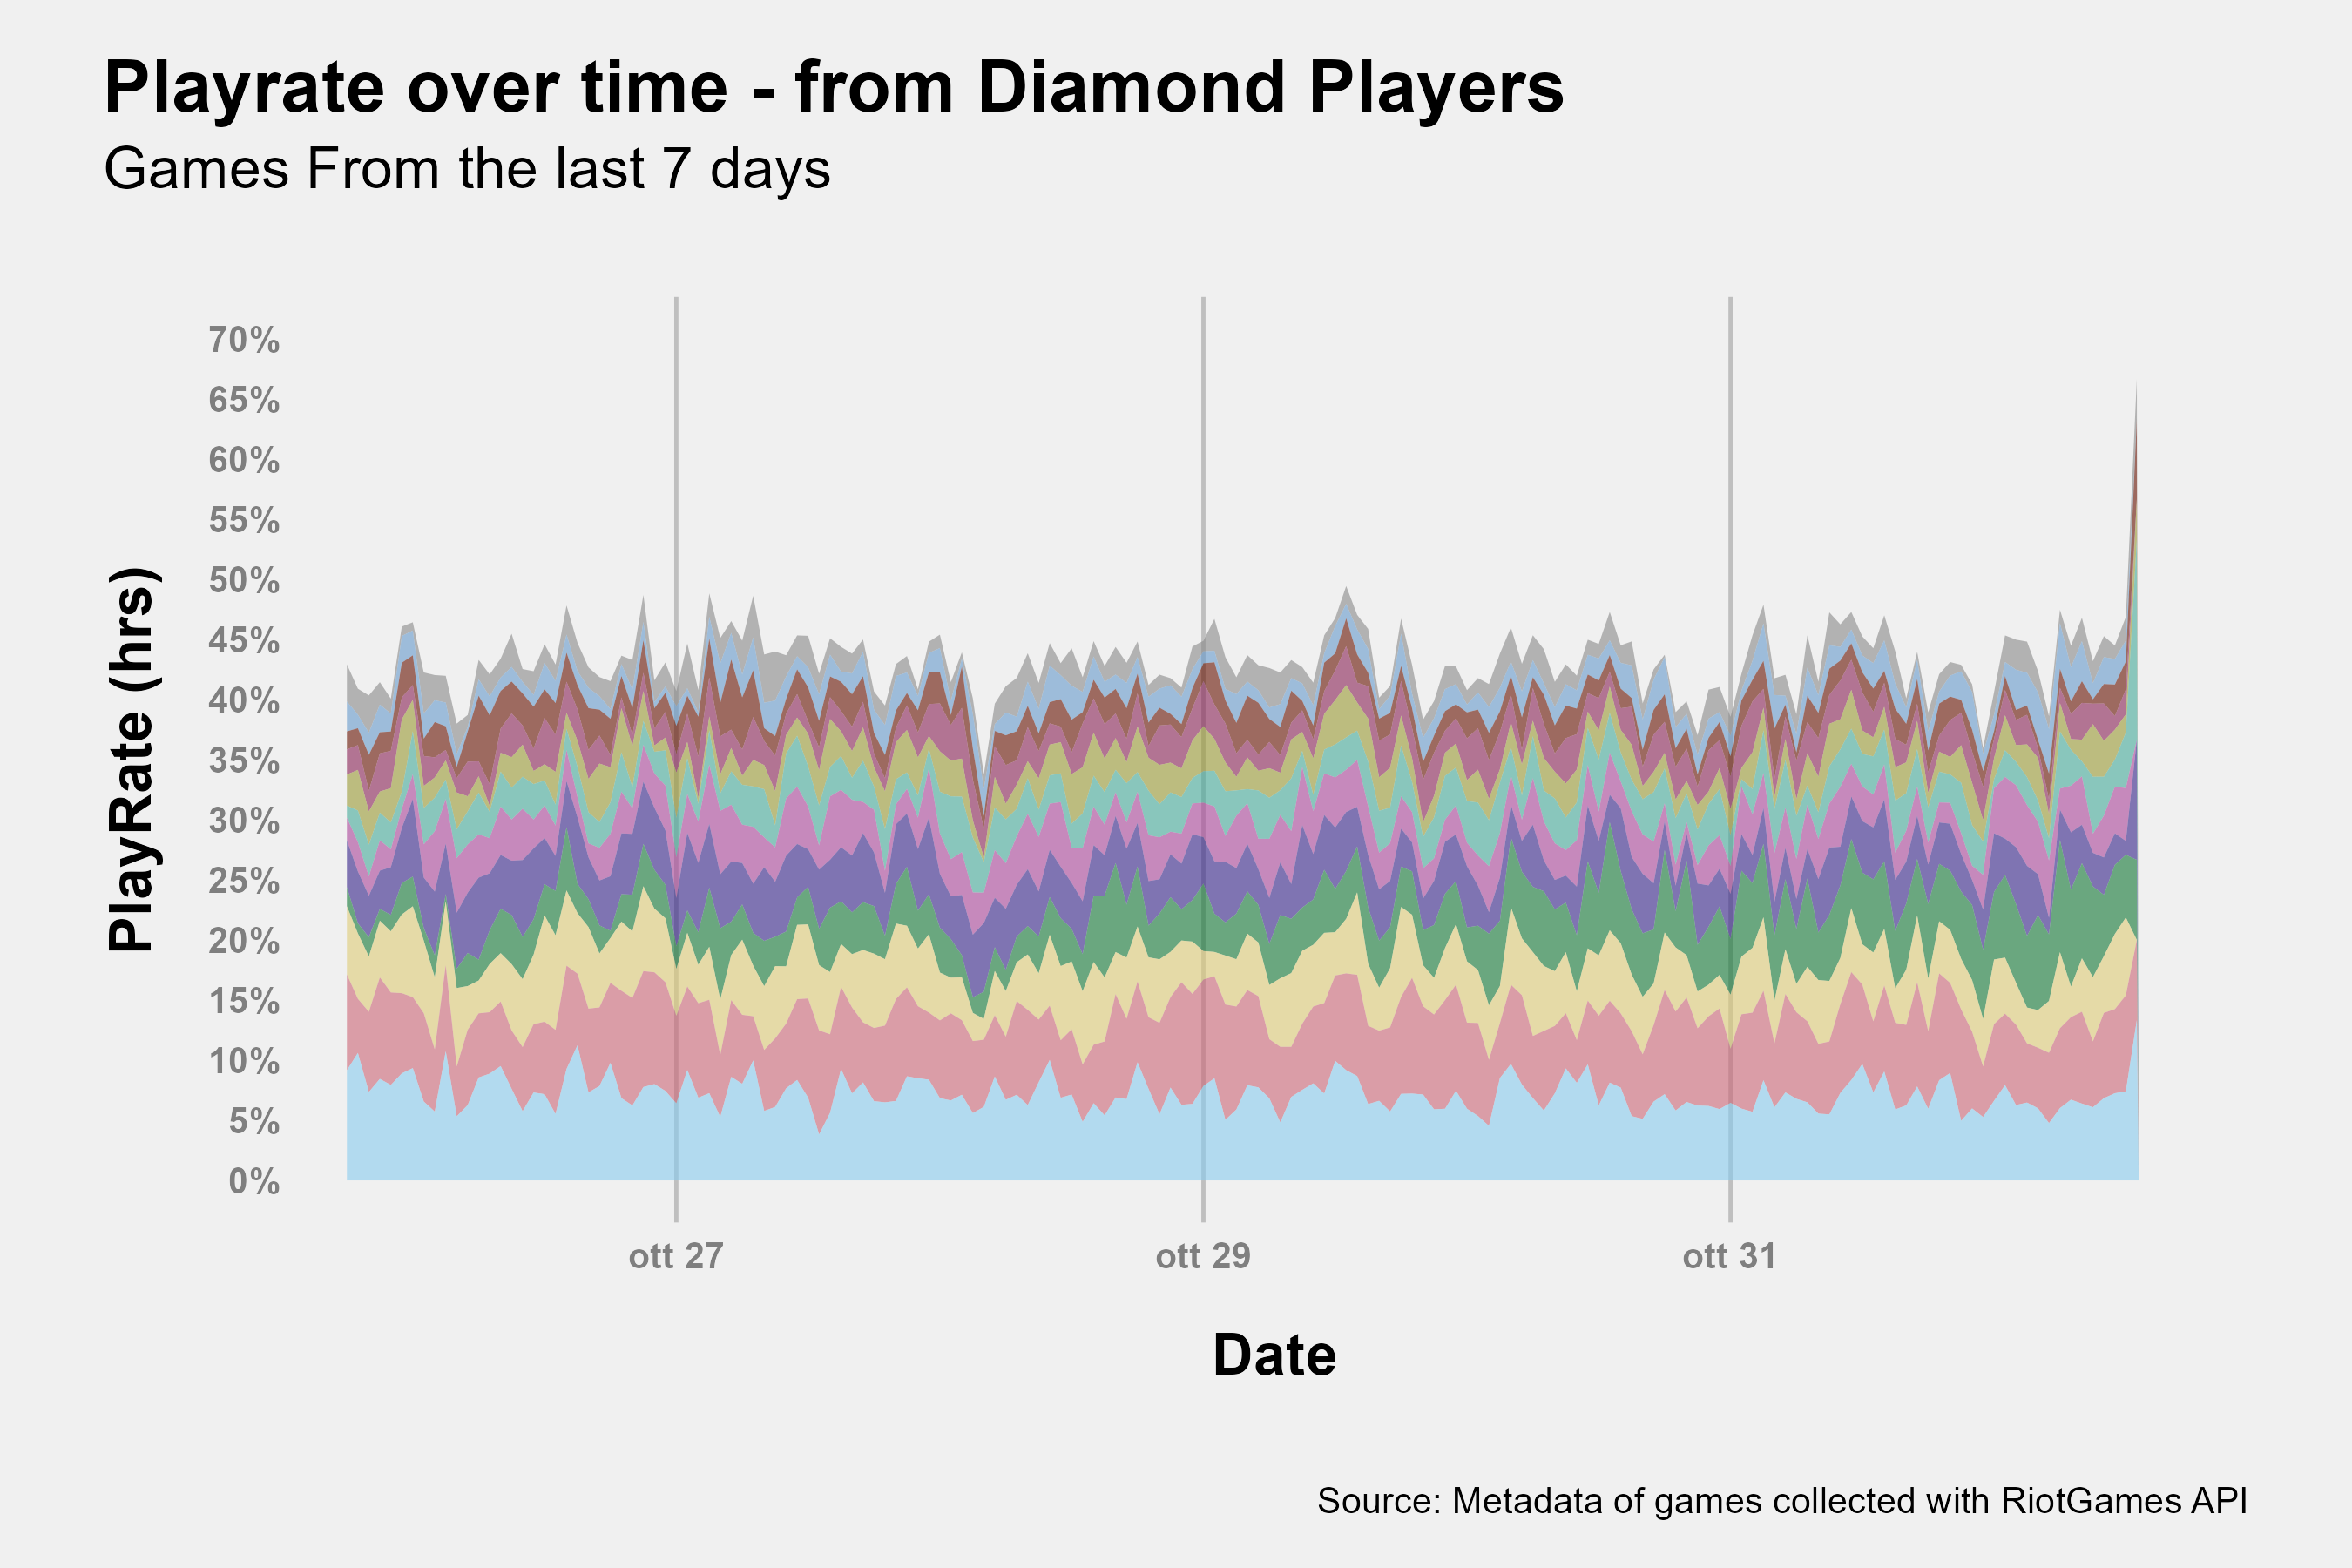 Playrate over time - from Diamond Players
Games From the last 7 days
PlayRate (hrs)
70%
65%
60%
55%
50%
45%
40%
35%
30%
25%
20%
15%
10%
5%
0%
ott 27
ott 29
ott 31
Date
Source: Metadata of games collected with RiotGames API